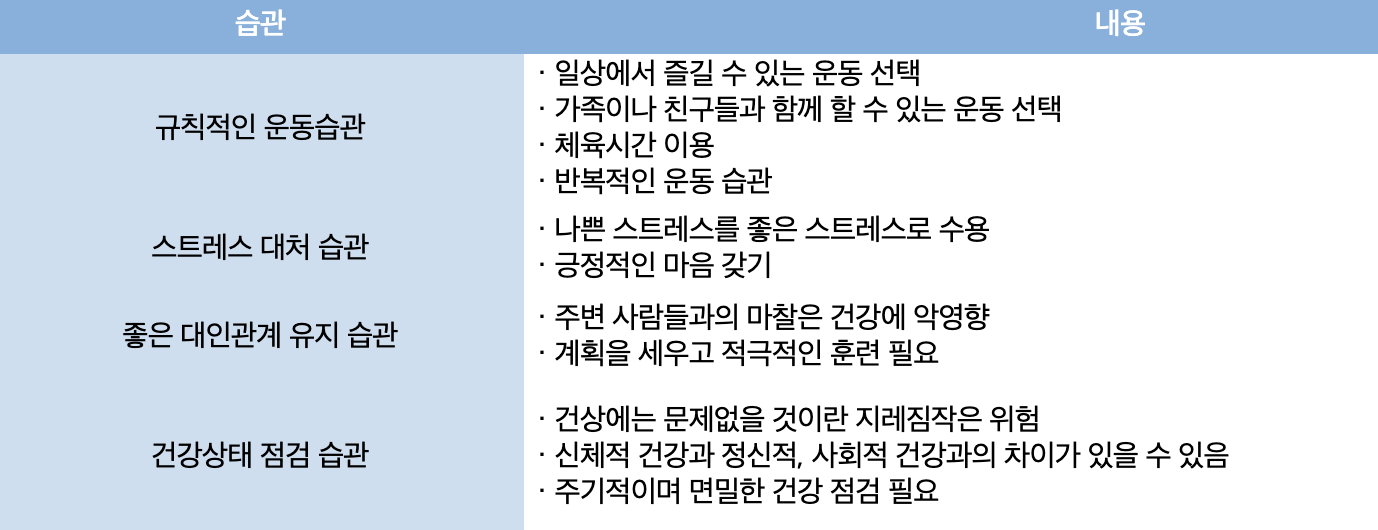 습관 내용
규칙적인 운동습관
· 일상에서 즐길 수 있는 운동 선택
· 가족이나 친구들과 함께 할 수 있는 운동 선택
· 체육시간 이용
· 반복적인 운동 습관
스트레스 대처 습관
· 나쁜 스트레스를 좋은 스트레스로 수용
· 긍정적인 마음 갖기
좋은 대인관계 유지 습관
· 주변 사람들과의 마찰은 건강에 악영향
· 계획을 세우고 적극적인 훈련 필요
건강상태 점검 습관
· 건상에는 문제없을 것이란 지레짐작은 위험
· 신체적 건강과 정신적, 사회적 건강과의 차이가 있을 수 있음
· 주기적이며 면밀한 건강 점검 필요